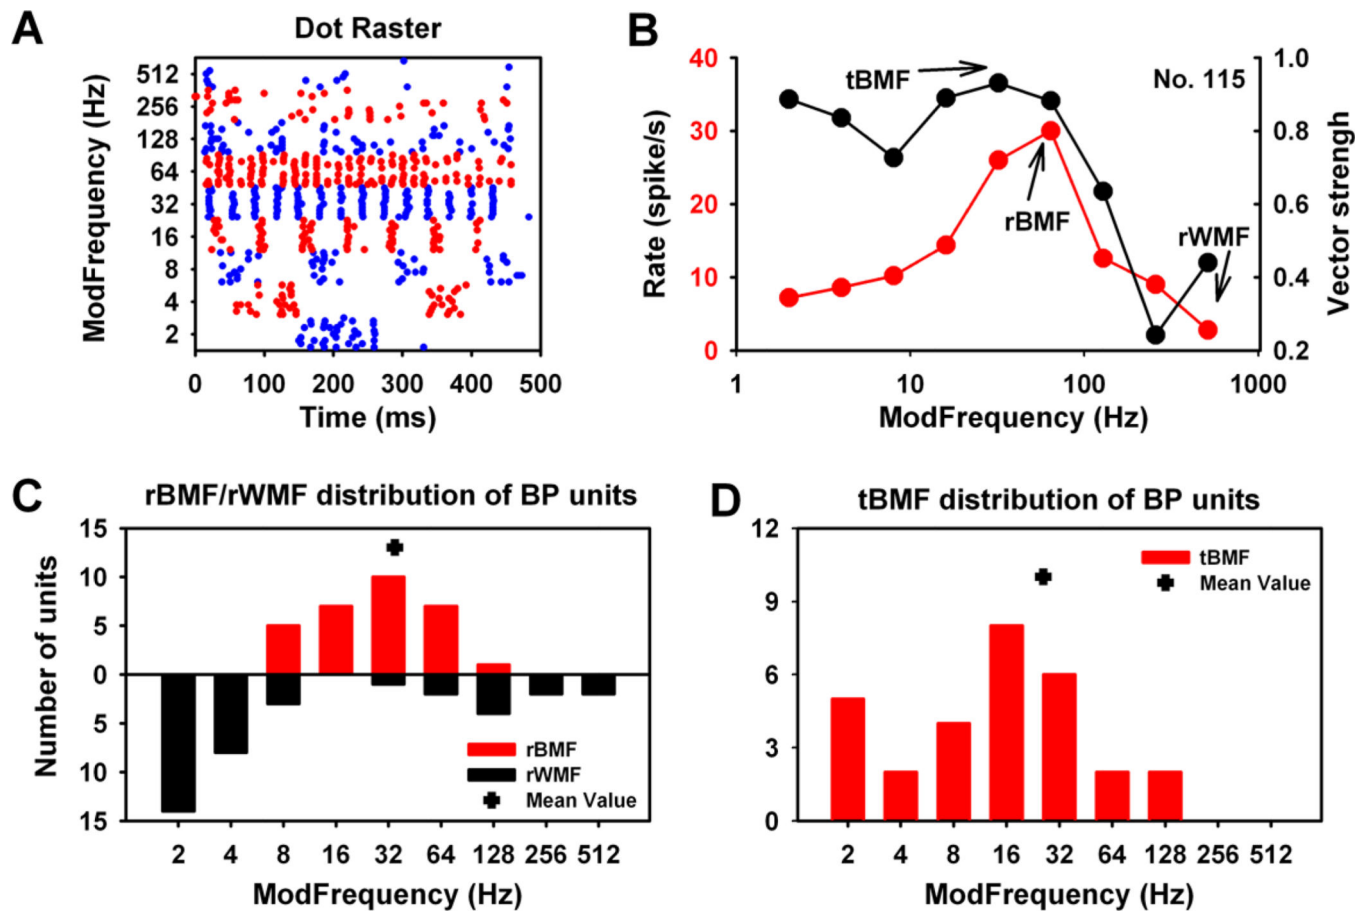 A
Dot Raster
ModFrequency (Hz)
512
256
128
64
32
16
8
4
2
0 100 200 300 400 500
Time (ms)
B
No. 115
tBMF
rBMF
rWMF
Rate (spike/s)
40
30
20
10
0
Vector strengh
1.0
0.8
0.6
0.4
0.2
1 10 100 1000
ModFrequency (Hz)
C
rBMF/rWMF distribution of BP units
Number of units
15
10
5
0
5
10
15
rBMF
rWMF
Mean Value
2 4 8 16 32 64 128 256 512
ModFrequency (Hz)
D
tBMF distribution of BP units
12
9
6
3
0
tBMF
Mean Value
2 4 8 16 32 64 128 256 512
ModFrequency (Hz)